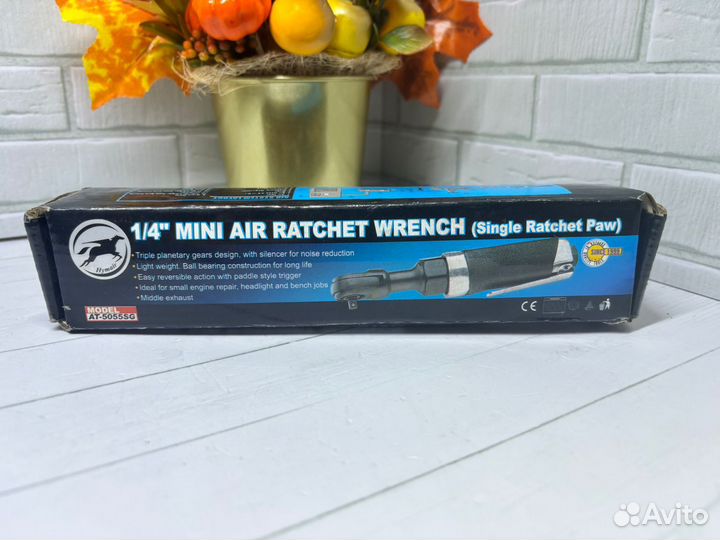 1/4" MINI AIR RATCHET WRENCH (Single Ratchet Paw)
• Triple planetary gears design, with silencer for noise reduction
• Light weight. Ball bearing construction for long life
• Easy reversible action with paddle style trigger
• Ideal for small engine repair, headlight and bench jobs
• Middle exhaust
MODEL
AT-5055SG
SINCE
CE
Avito